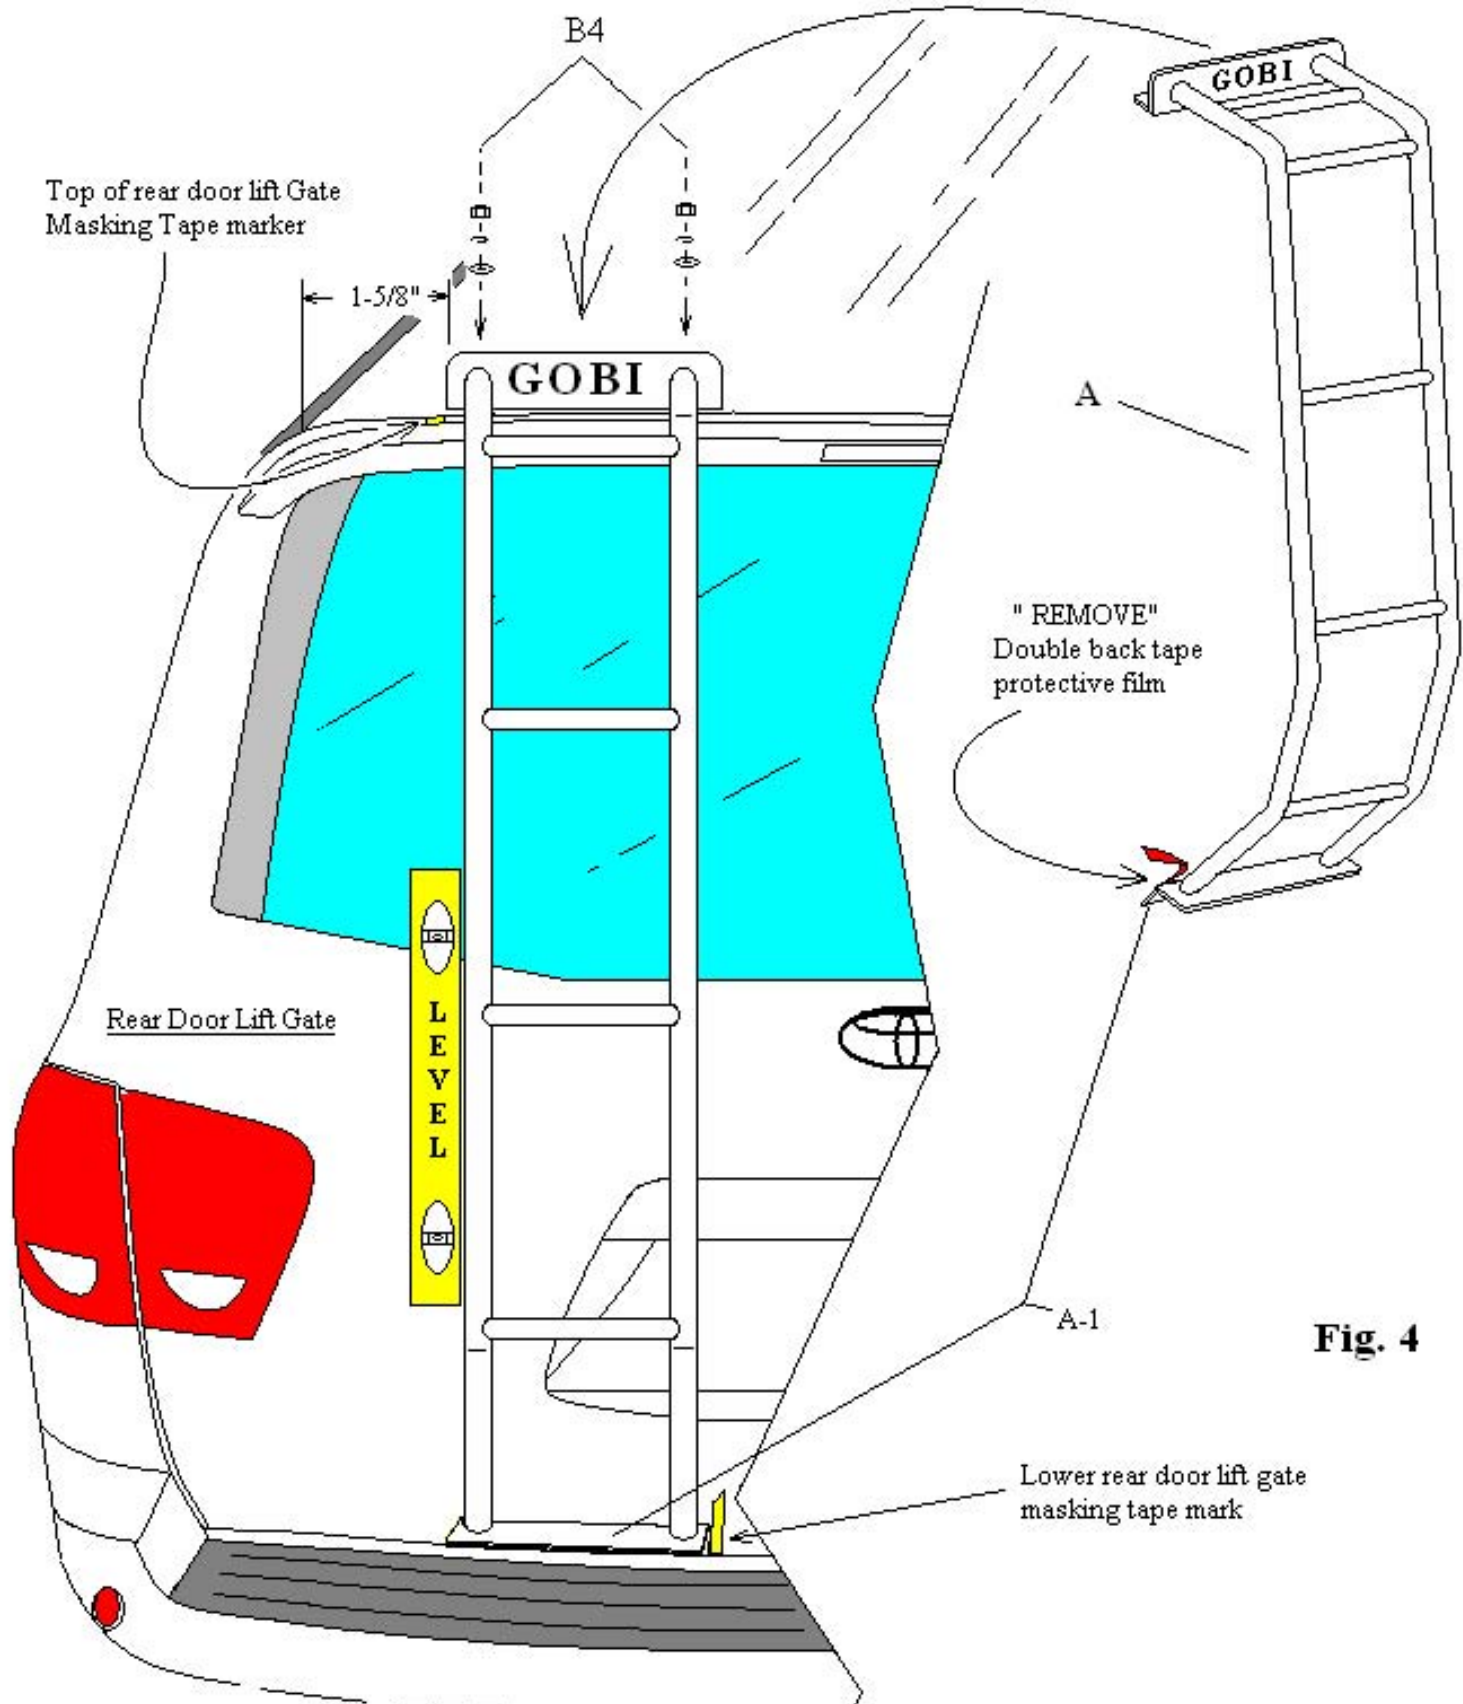 B4
GOBI
Top of rear door lift Gate
Masking Tape marker
1-5/8"
GOBI
A
" REMOVE"
Double back tape
protective film
Rear Door Lift Gate
LEVEL
A-1
Fig. 4
Lower rear door lift gate
masking tape mark